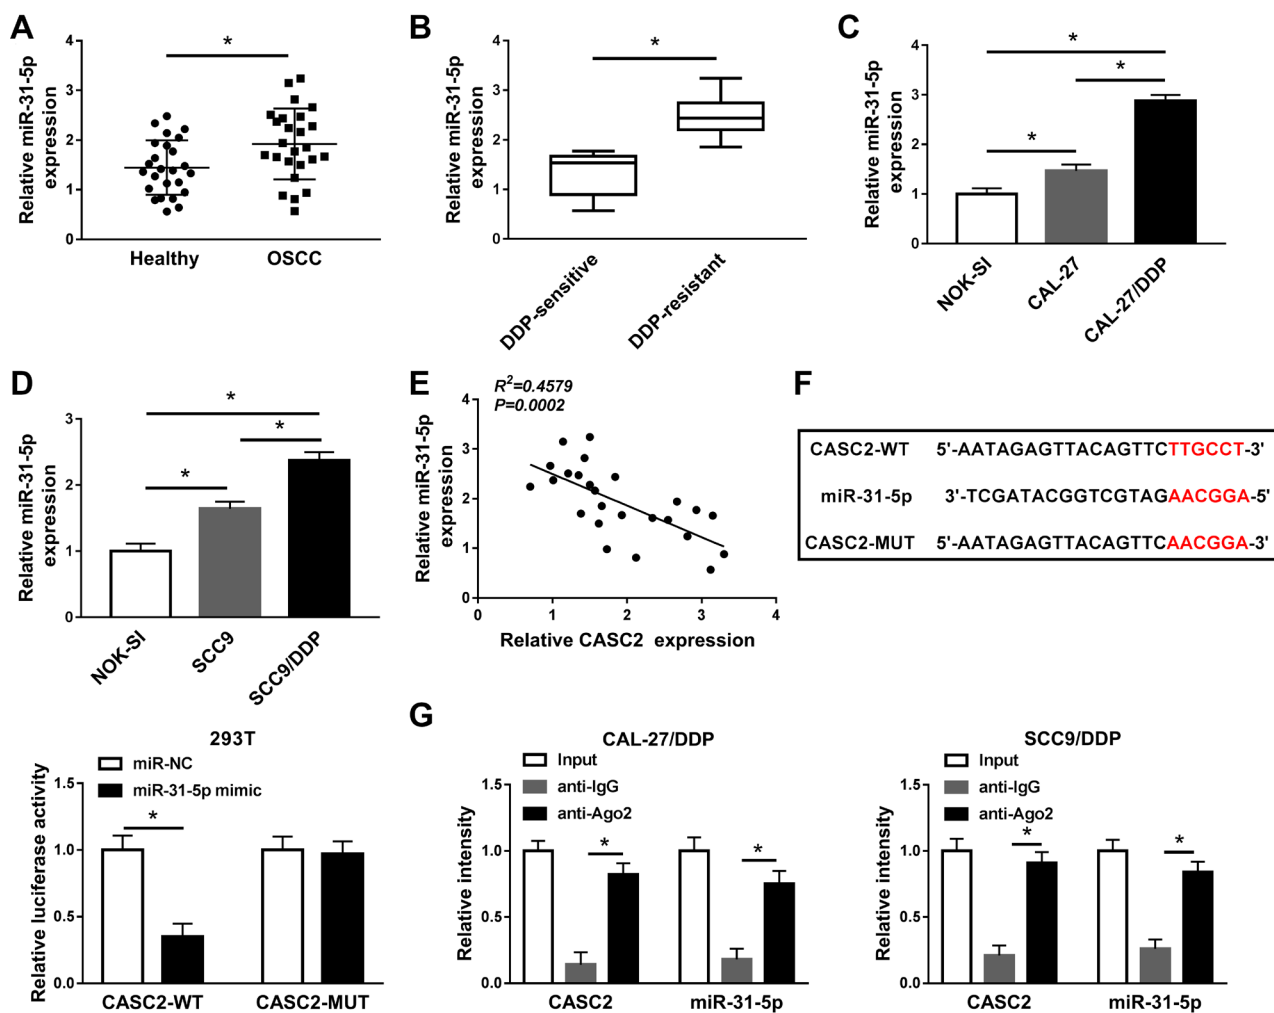 A
Relative miR-31-5p
expression
4
3
2
1
0
*
Healthy
OSCC
B
Relative miR-31-5p
expression
4
3
2
1
0
*
DDP-sensitive
DDP-resistant
C
Relative miR-31-5p
expression
4
3
2
1
0
*
*
*
NOK-SI
CAL-27
CAL-27/DDP
D
Relative miR-31-5p
expression
3
2
1
0
*
*
*
NOK-SI
SCC9
SCC9/DDP
E
R2=0.4579
P=0.0002
Relative miR-31-5p
expression
4
3
2
1
0
0 1 2 3 4
Relative CASC2 expression
F
CASC2-WT 5'-AATAGAGTTACAGTTCTTGCCT-3'
miR-31-5p 3'-TCGATACGGTCGTAGAACGGA-5'
CASC2-MUT 5'-AATAGAGTTACAGTTCAACGGA-3'
293T
miR-NC
miR-31-5p mimic
Relative luciferase activity
1.5
1.0
0.5
0.0
*
CASC2-WT
CASC2-MUT
G
CAL-27/DDP
Input
anti-IgG
anti-Ago2
Relative intensity
1.5
1.0
0.5
0.0
*
*
CASC2
miR-31-5p
SCC9/DDP
Input
anti-IgG
anti-Ago2
Relative intensity
1.5
1.0
0.5
0.0
*
*
CASC2
miR-31-5p